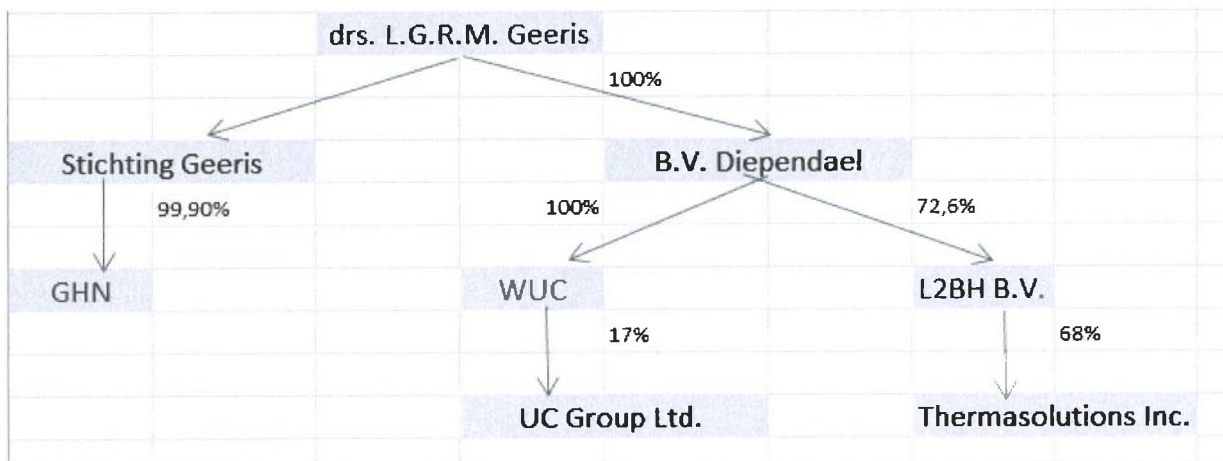 drs. L.G.R.M. Geeris
100%
Stichting Geeris
B.V. Diependael
99,90%
100%
72,6%
GHN
WUC
L2BH B.V.
17%
68%
UC Group Ltd.
Thermasolutions Inc.